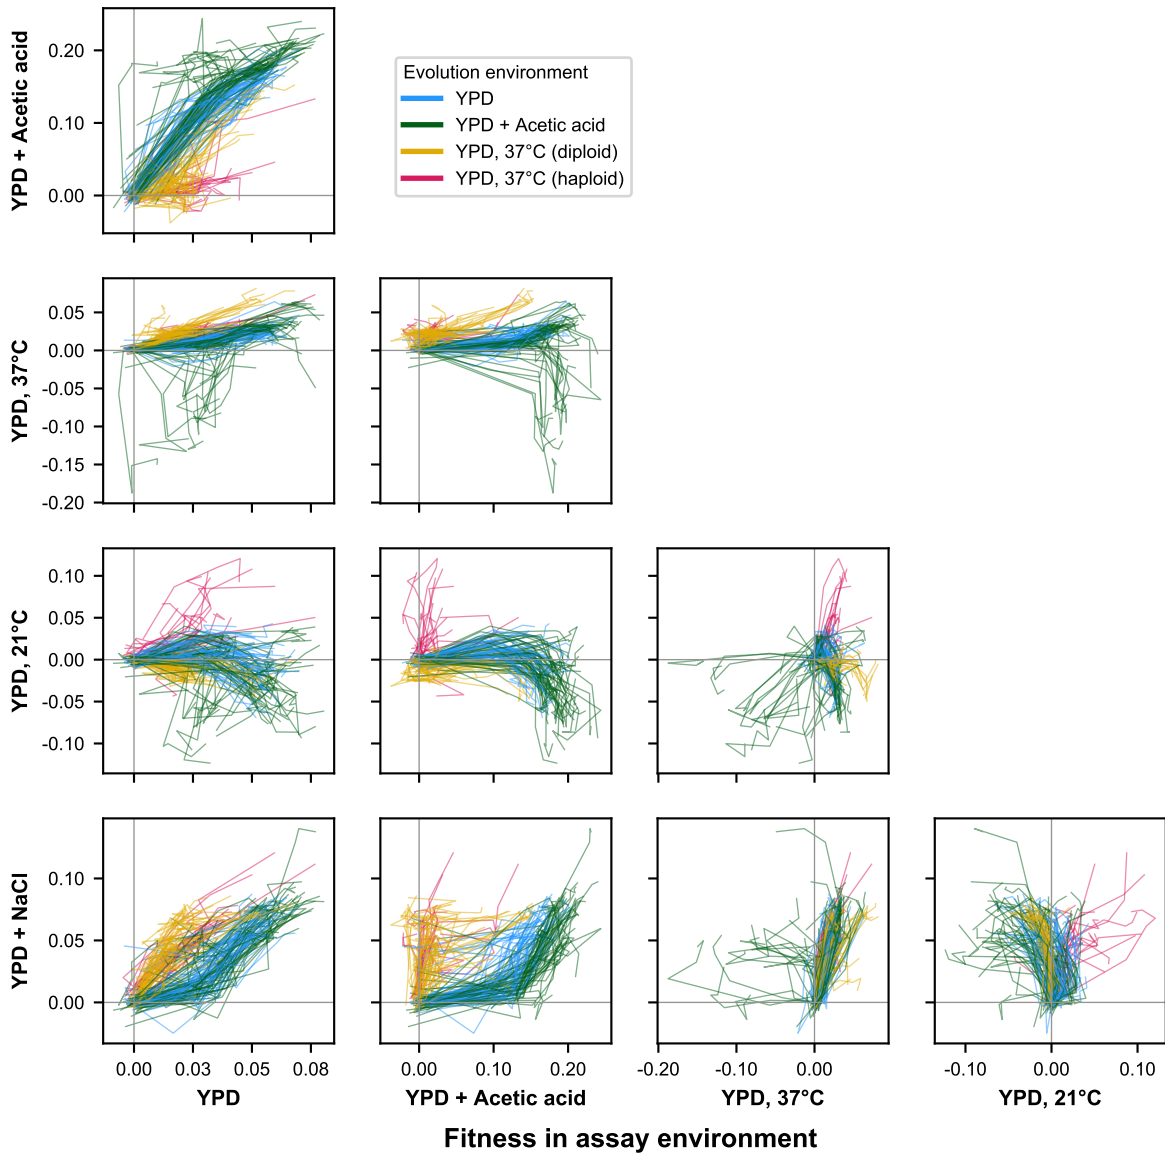 YPD + Acetic acid
0.20
0.10
0.00
Evolution environment
YPD
YPD + Acetic acid
YPD, 37°C (diploid)
YPD, 37°C (haploid)
YPD, 37°C
0.05
0.00
-0.05
-0.10
-0.15
-0.20
YPD, 21°C
0.10
0.05
0.00
-0.05
-0.10
YPD + NaCl
0.10
0.05
0.00
0.00 0.03 0.05 0.08
0.00 0.10 0.20
-0.20 -0.10 0.00
-0.10 0.00 0.10
YPD
YPD + Acetic acid
YPD, 37°C
YPD, 21°C
Fitness in assay environment